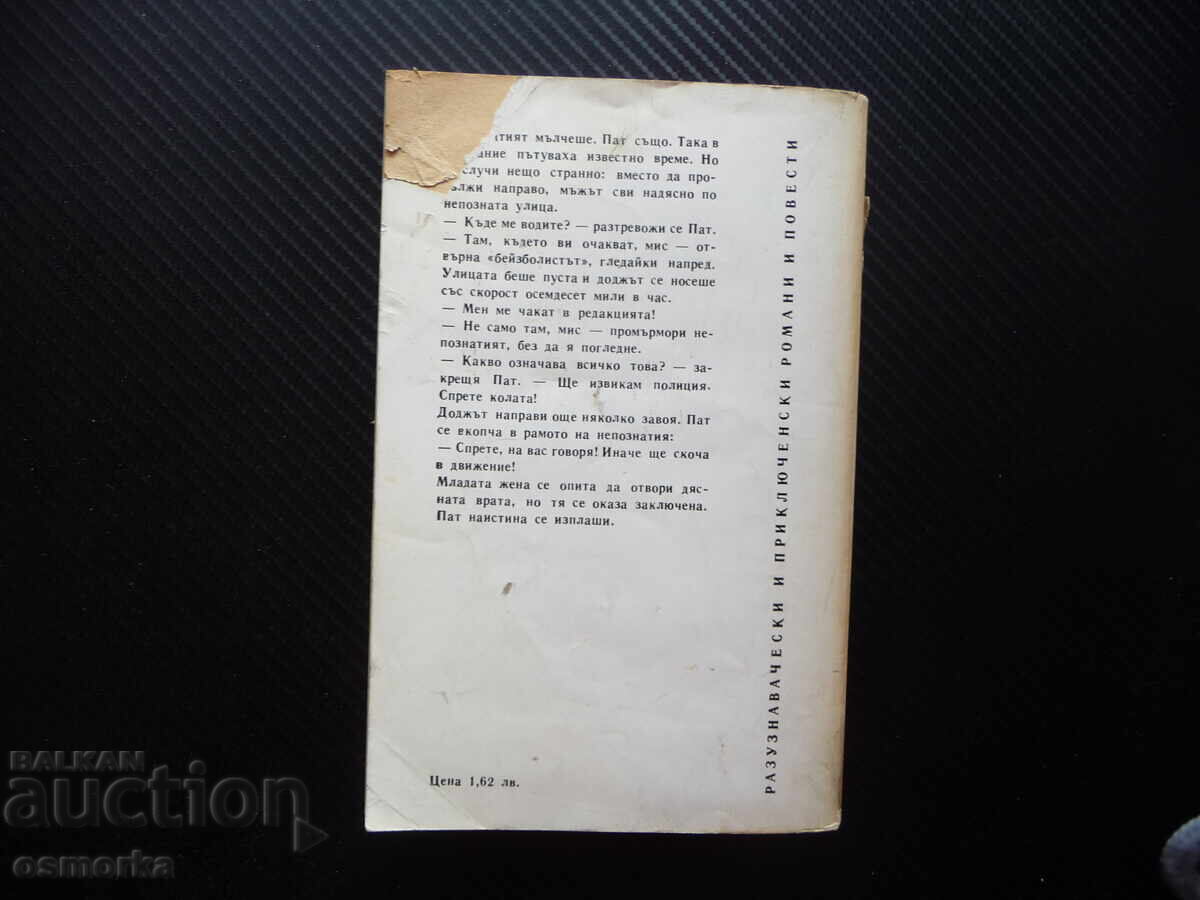 мълчеше. Пат също. Така в
пътуваха известно време. Но
случи нещо странно: вместо да про-
направо, мъжът сви надясно по
непозната улица.
— Къде ме водите? — разтревожи се Пат.
— Там, където ви очакват, мис — от-
върна «бейзболистът», гледайки напред.
Улицата беше пуста и доджът се носеше
със скорост осемдесет мили в час.
— Мен ме чакат в редакцията!
— Не само там, мис — промърмори не-
познатият, без да я погледне.
— Какво означава всичко това? — за-
крещя Пат. — Ще извикам полиция.
Спрете колата!
Доджът направи още няколко завоя. Пат
се вкопча в рамото на непознатия:
— Спрете, на вас говоря! Иначе ще скоча
в движение!
Младата жена се опита да отвори дяс-
ната врата, но тя се оказа заключена.
Пат наистина се изплаши.
Цена 1,62 лв.
РАЗУЗНАВАЧЕСКИ И ПРИКЛЮЧЕНСКИ РОМАНИ И ПОВЕСТИ
BALKAN
auction
osmorka